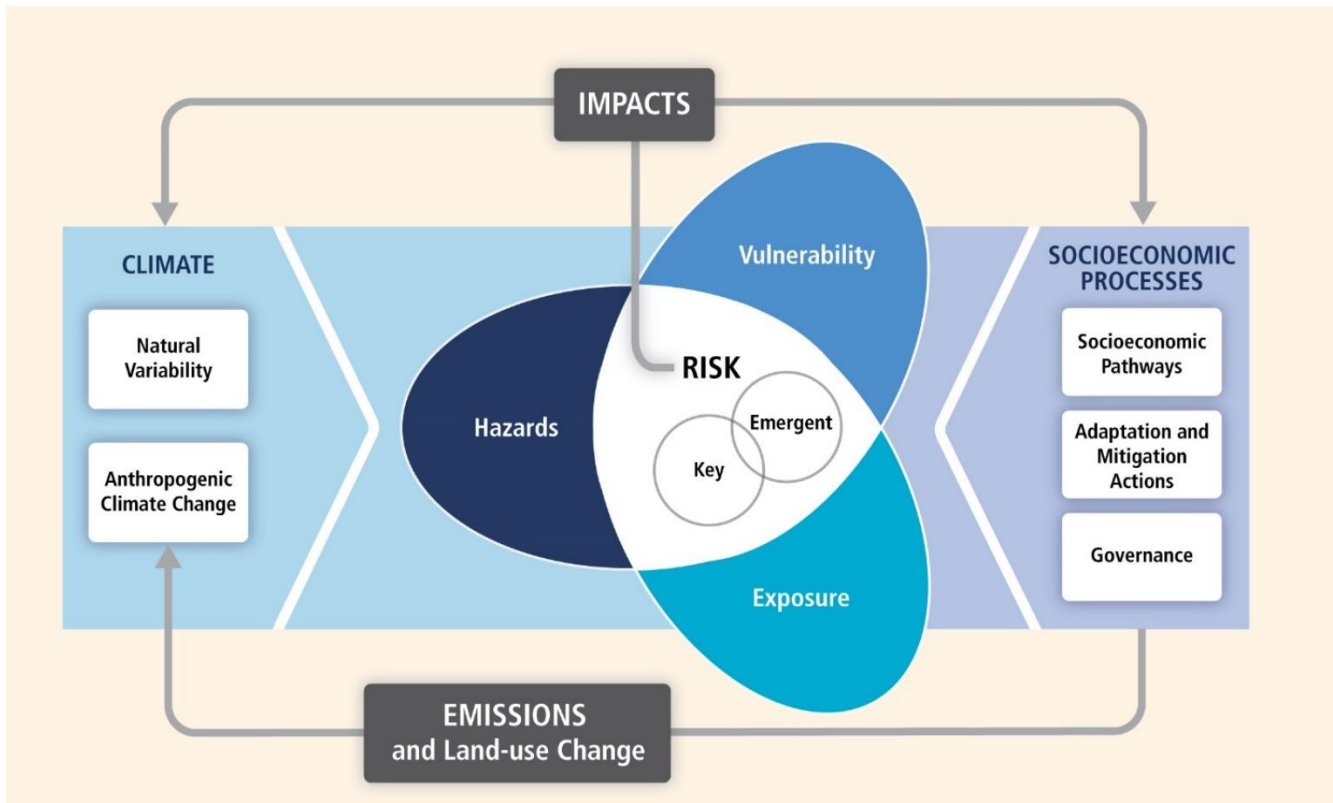 IMPACTS
CLIMATE
Natural
Variability
Anthropogenic
Climate Change
Hazards
Vulnerability
RISK
Emergent
Key
Exposure
SOCIOECONOMIC
PROCESSES
Socioeconomic
Pathways
Adaptation and
Mitigation
Actions
Governance
EMISSIONS
and Land-use Change